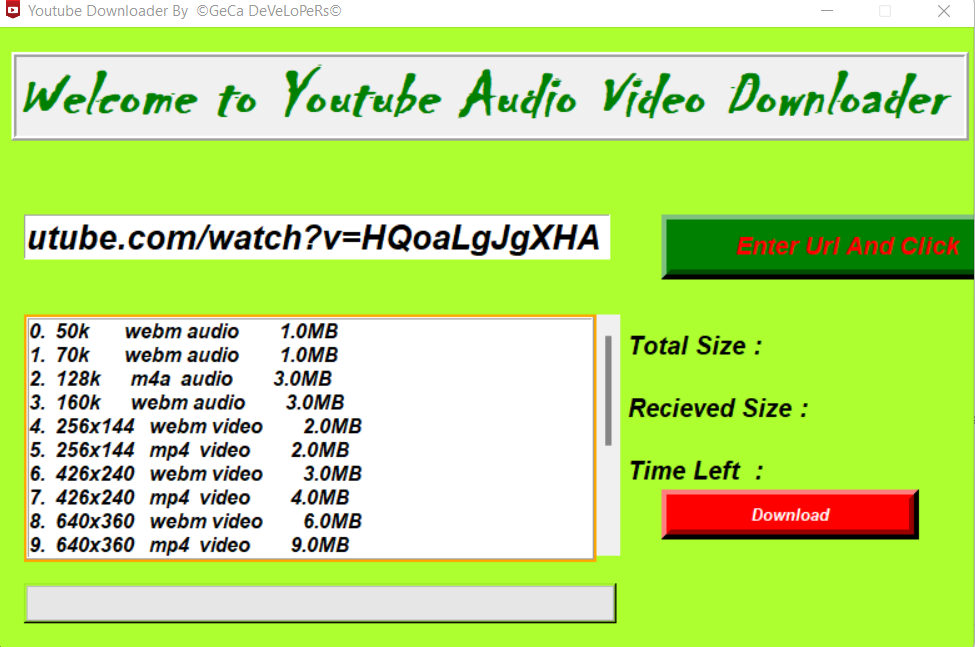 Youtube Downloader By ©GeCa DeVeLoPeRs©
Welcome to Youtube Audio Video Downloader
utube.com/watch?v=HQoaLgJgXHA
Enter Url And Click
0. 50k webm audio 1.0MB
1. 70k webm audio 1.0MB
2. 128k m4a audio 3.0MB
3. 160k webm audio 3.0MB
4. 256x144 webm video 2.0MB
5. 256x144 mp4 video 2.0MB
6. 426x240 webm video 3.0MB
7. 426x240 mp4 video 4.0MB
8. 640x360 webm video 6.0MB
9. 640x360 mp4 video 9.0MB
Total Size :
Recieved Size :
Time Left :
Download